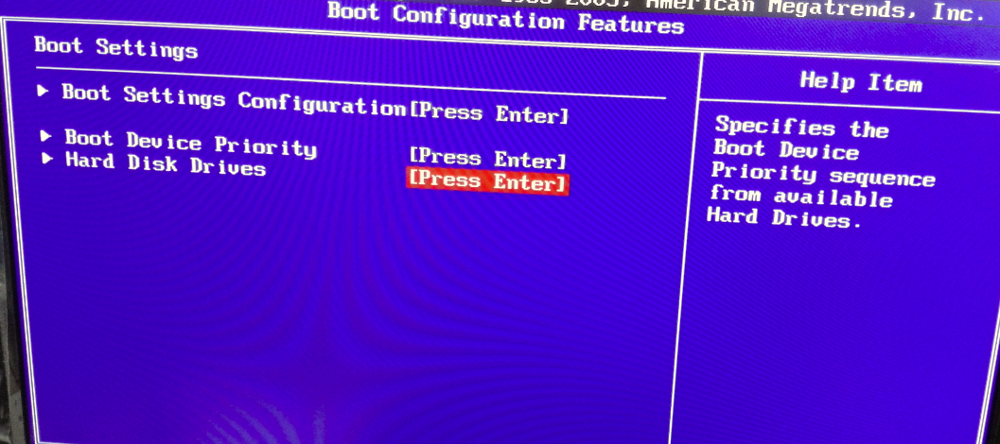 American Megatrends, Inc.
Boot Configuration Features
Boot Settings
Boot Settings Configuration[Press Enter]
Boot Device Priority [Press Enter]
Hard Disk Drives [Press Enter]
Help Item
Specifies the
Boot Device
Priority sequence
from available
Hard Drives.